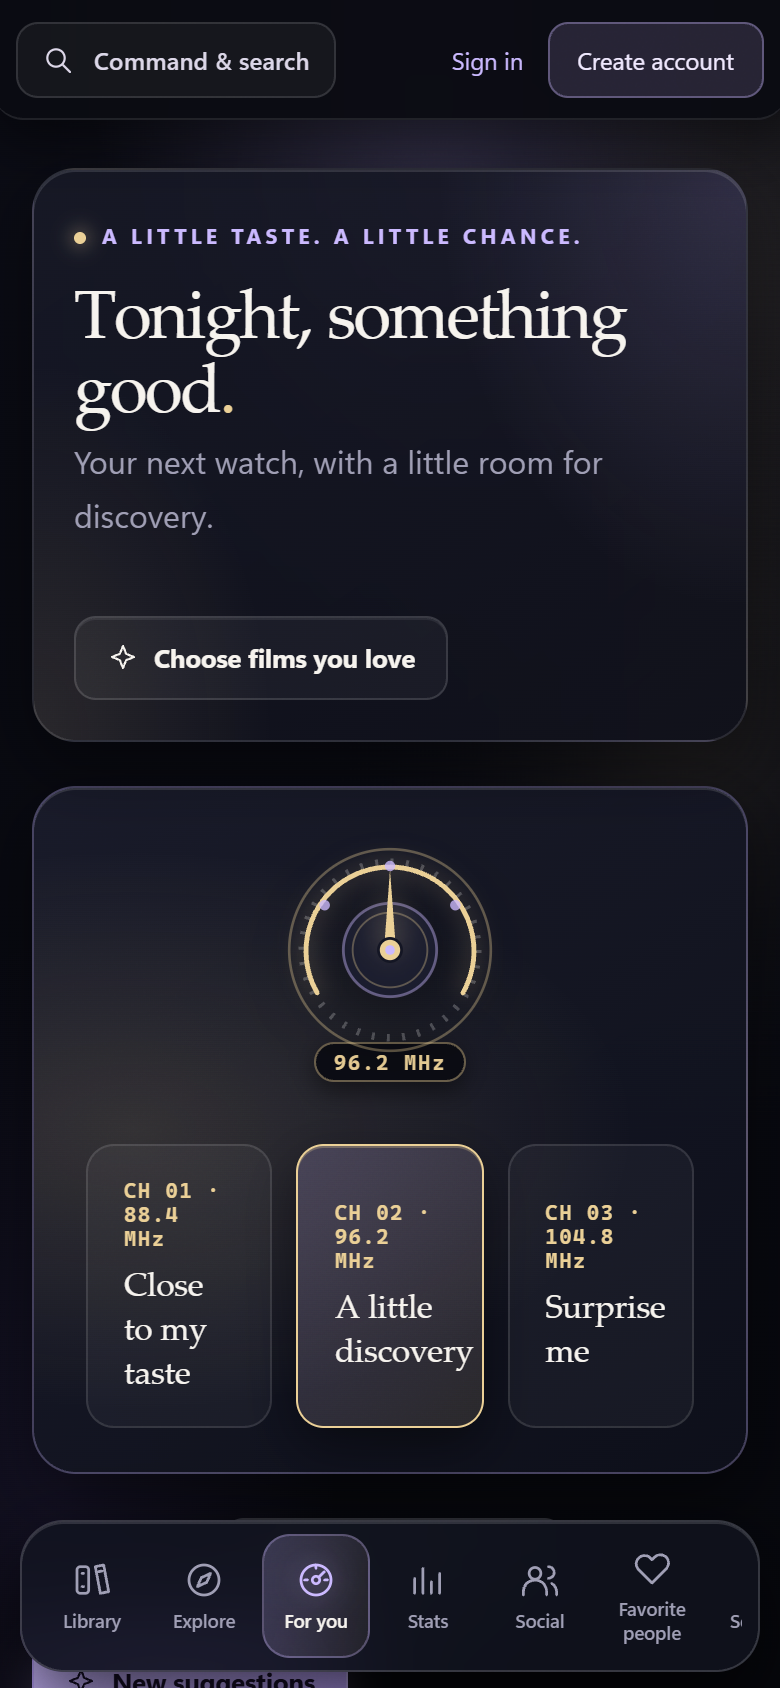 Command & search
Sign in
Create account
A LITTLE TASTE. A LITTLE CHANCE.
Tonight, something
good.
Your next watch, with a little room for
discovery.
Choose films you love
96.2 MHz
CH 01 ·
88.4
MHz
Close
to my
taste
CH 02 ·
96.2
MHz
A little
discovery
CH 03 ·
104.8
MHz
Surprise
me
Library
Explore
For you
Stats
Social
Favorite
people
New suggestions